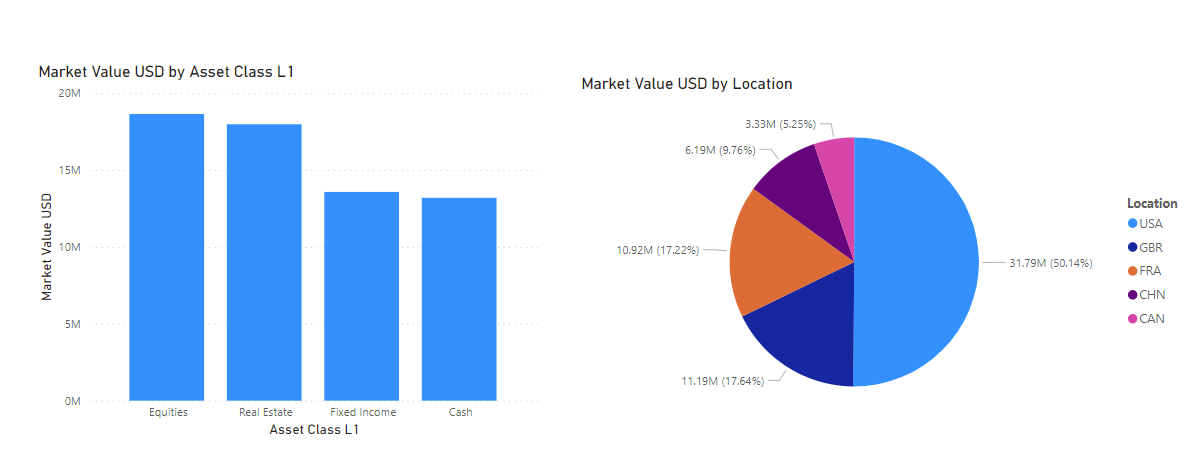 Market Value USD by Asset Class L1
20M
15M
10M
5M
0M
Market Value USD
Equities
Real Estate
Fixed Income
Cash
Asset Class L1
Market Value USD by Location
3.33M (5.25%)
6.19M (9.76%)
10.92M (17.22%)
11.19M (17.64%)
31.79M (50.14%)
Location
USA
GBR
FRA
CHN
CAN